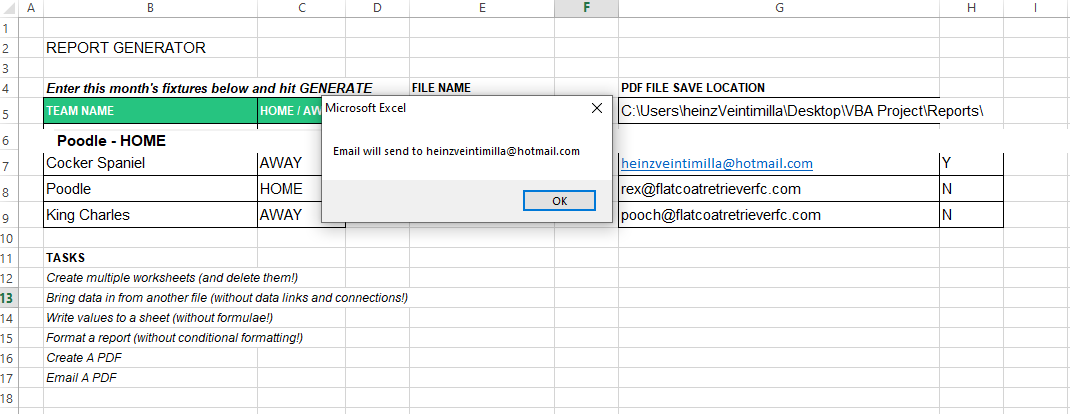 A B C D E F G H I
1
2 REPORT GENERATOR
3
4 Enter this month's fixtures below and hit GENERATE FILE NAME PDF FILE SAVE LOCATION
5 TEAM NAME HOME / AW C:\Users\heinzVeintimilla\Desktop\VBA Project\Reports\
Microsoft Excel
Email will send to heinzveintimilla@hotmail.com
OK
6 Poodle - HOME
7 Cocker Spaniel AWAY heinzveintimilla@hotmail.com Y
8 Poodle HOME rex@flatcoatretrieverfc.com N
9 King Charles AWAY pooch@flatcoatretrieverfc.com N
10
11 TASKS
12 Create multiple worksheets (and delete them!)
13 Bring data in from another file (without data links and connections!)
14 Write values to a sheet (without formulae!)
15 Format a report (without conditional formatting!)
16 Create A PDF
17 Email A PDF
18